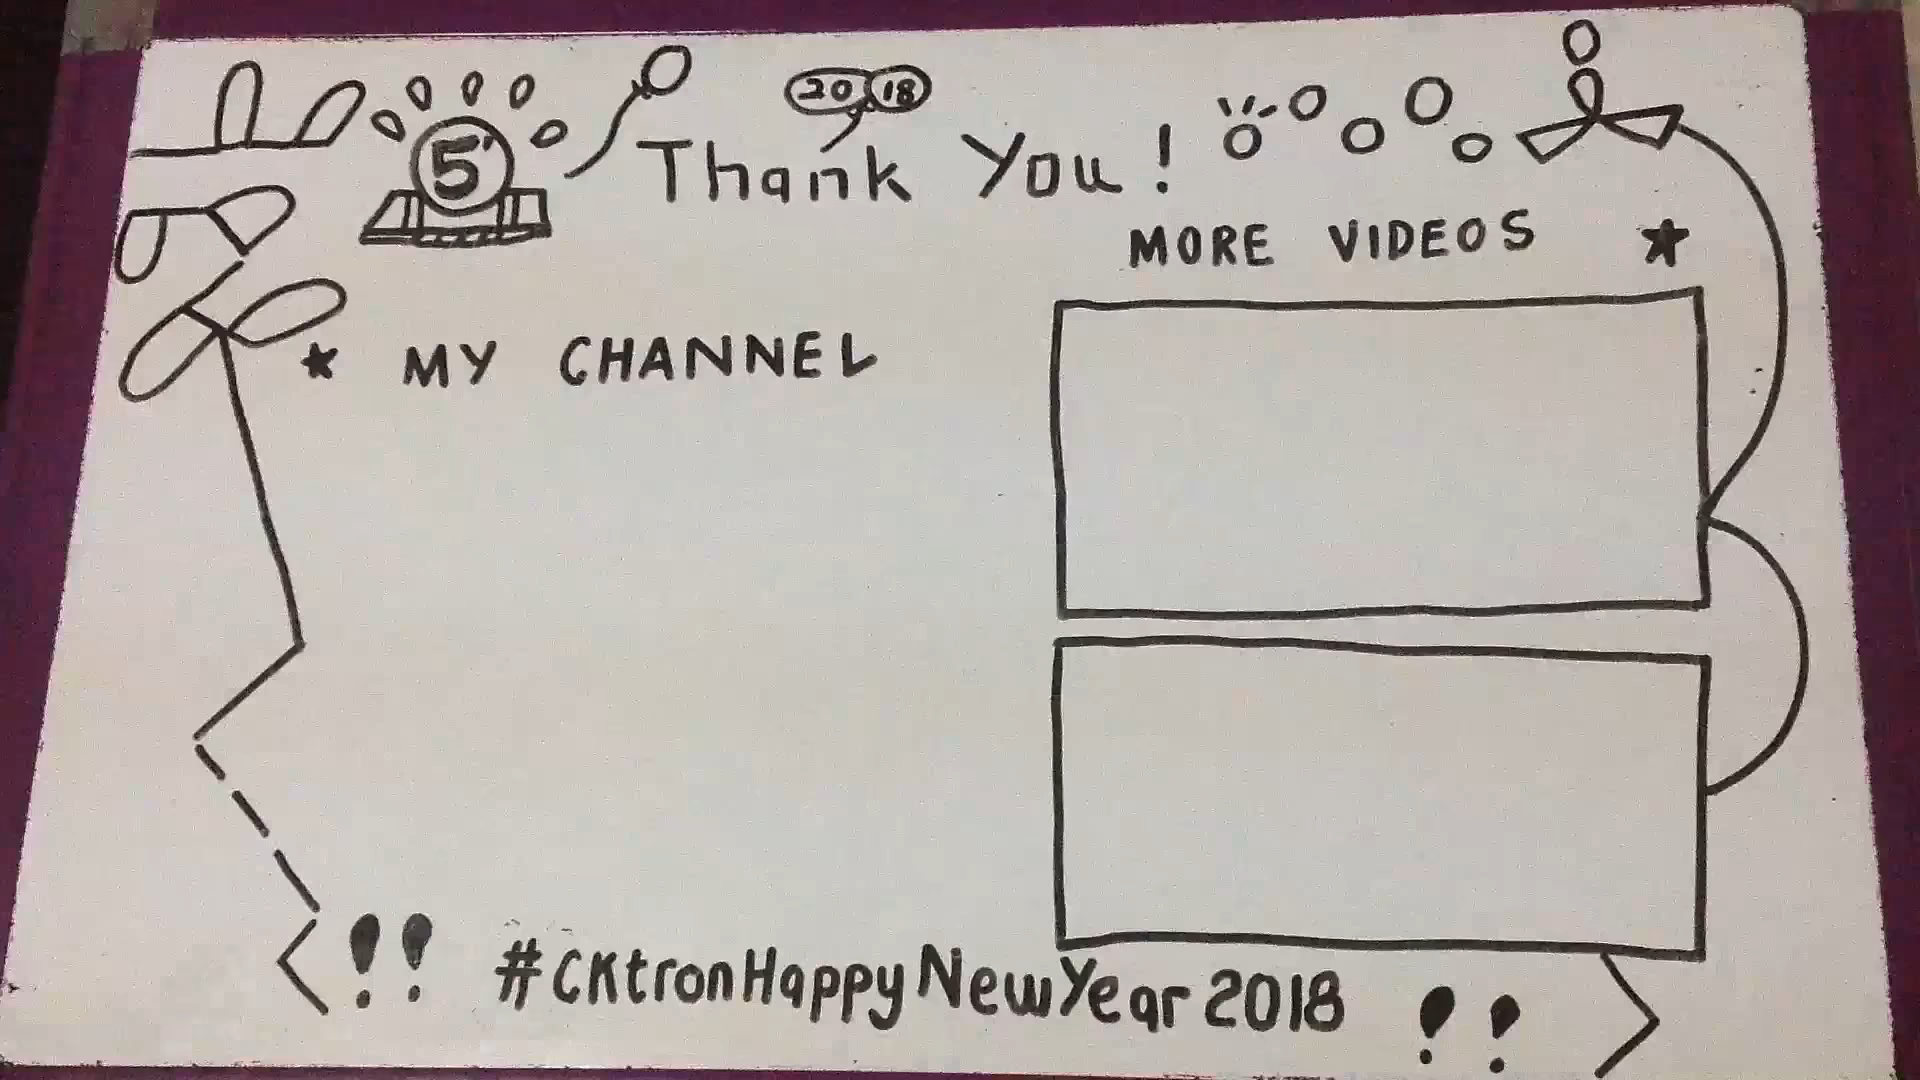 2018
5
Thank You!
MORE VIDEOS
MY CHANNEL
!! #CKtronHappyNewYear2018 !!